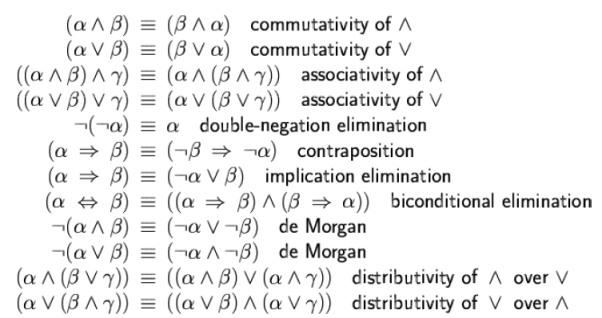 (α ∧ β) ≡ (β ∧ α) commutativity of ∧
(α ∨ β) ≡ (β ∨ α) commutativity of ∨
((α ∧ β) ∧ γ) ≡ (α ∧ (β ∧ γ)) associativity of ∧
((α ∨ β) ∨ γ) ≡ (α ∨ (β ∨ γ)) associativity of ∨
¬(¬α) ≡ α double-negation elimination
(α ⇒ β) ≡ (¬β ⇒ ¬α) contraposition
(α ⇒ β) ≡ (¬α ∨ β) implication elimination
(α ⇔ β) ≡ ((α ⇒ β) ∧ (β ⇒ α)) biconditional elimination
¬(α ∧ β) ≡ (¬α ∨ ¬β) de Morgan
¬(α ∨ β) ≡ (¬α ∧ ¬β) de Morgan
(α ∧ (β ∨ γ)) ≡ ((α ∧ β) ∨ (α ∧ γ)) distributivity of ∧ over ∨
(α ∨ (β ∧ γ)) ≡ ((α ∨ β) ∧ (α ∨ γ)) distributivity of ∨ over ∧